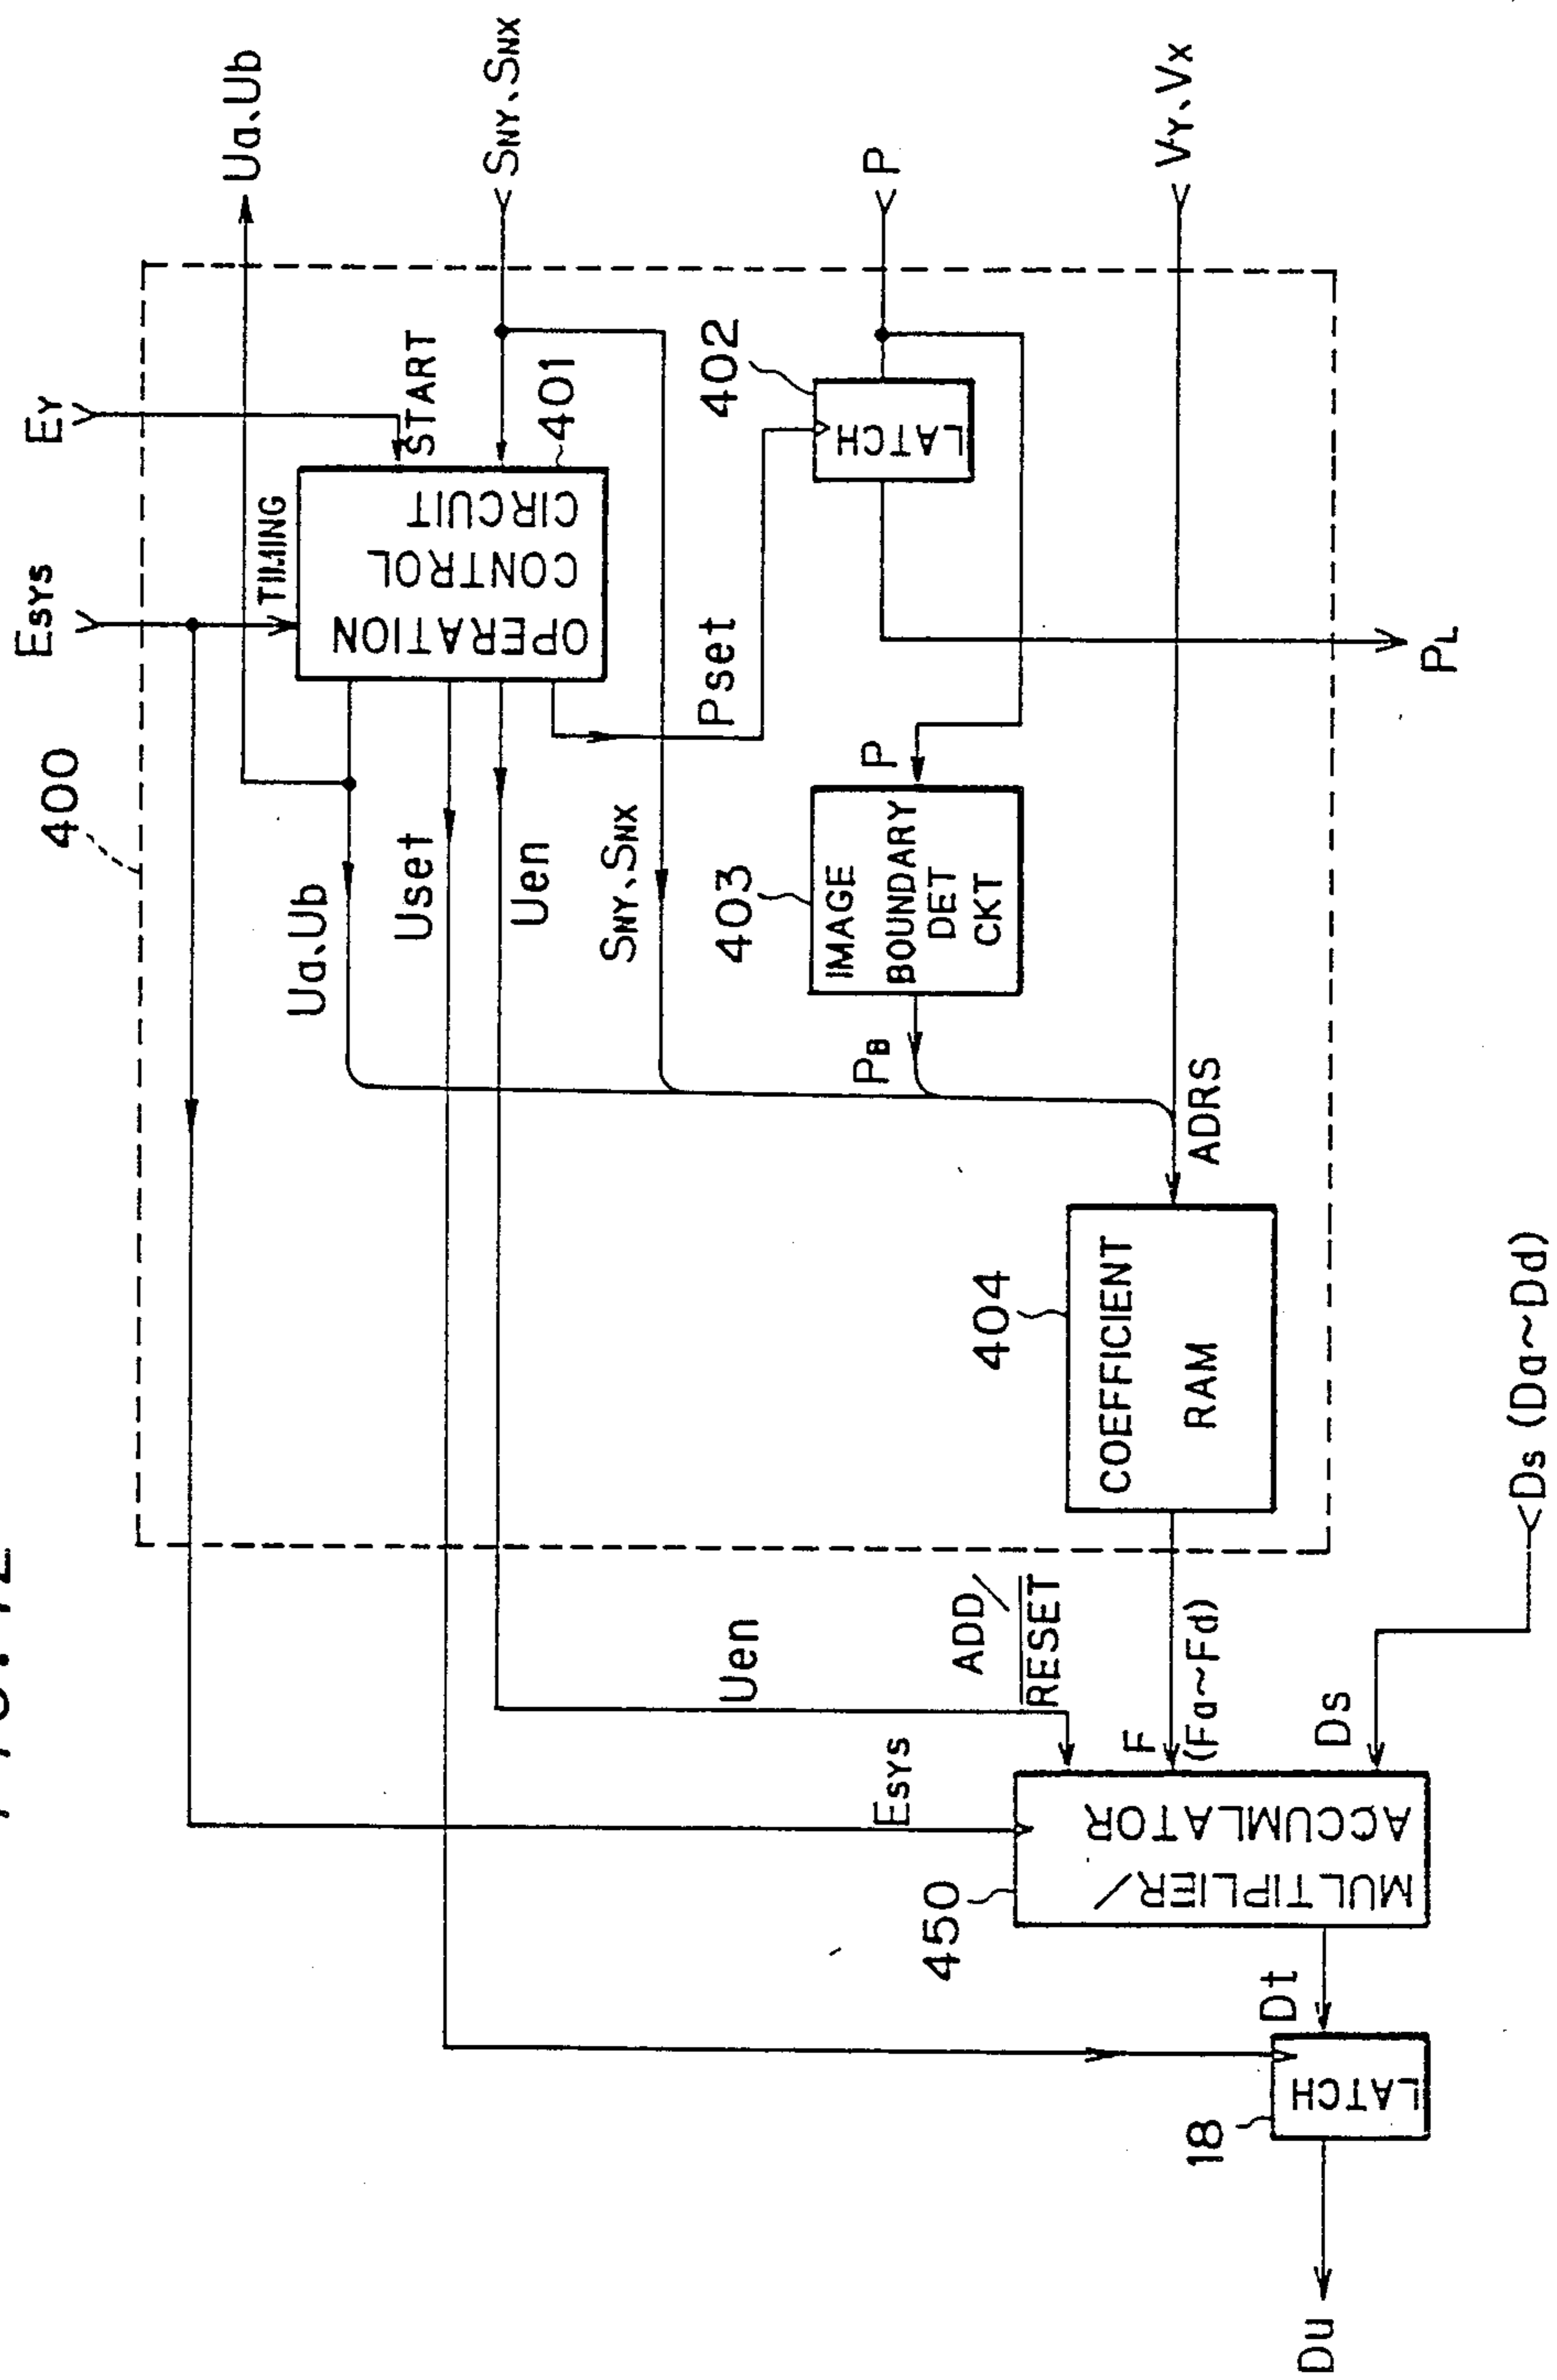 Ua、Ub
SNY、SNX
P
VY、VX
EY
ESYS
START
TIMING
401
OPERATION
CONTROL
CIRCUIT
402
LATCH
400
Pset
PL
Ua、Ub
Uset
Uen
SNY、SNX
403
P
IMAGE
BOUNDARY
DET
CKT
PB
ADRS
404
COEFFICIENT
RAM
Ds (Da~Dd)
Uen
ADD/
RESET
ESYS
F
(Fa~Fd)
Ds
450
MULTIPLIER/
ACCUMLATOR
Dt
18
LATCH
Du